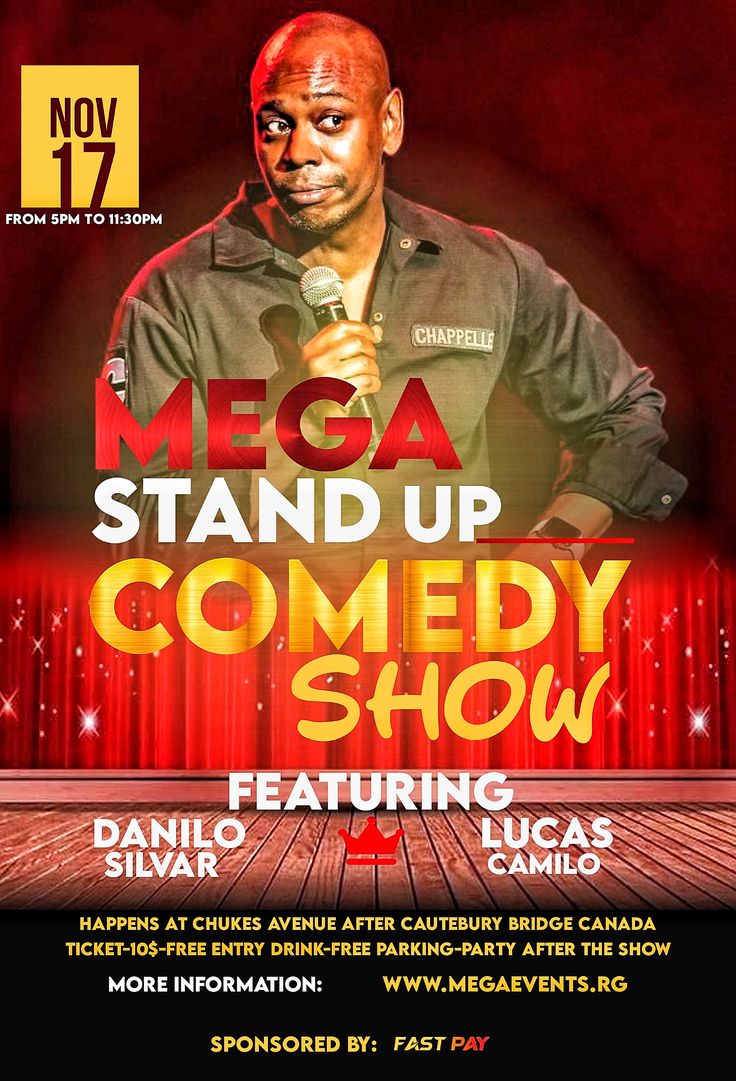 NOV
17
FROM 5PM TO 11:30PM
CHAPPELLE
MEGA
STAND UP
COMEDY
SHOW
FEATURING
DANILO
SILVAR
LUCAS
CAMILO
HAPPENS AT CHUKES AVENUE AFTER CAUTEBURY BRIDGE CANADA
TICKET-10$-FREE ENTRY DRINK-FREE PARKING-PARTY AFTER THE SHOW
MORE INFORMATION: WWW.MEGAEVENTS.RG
SPONSORED BY: FAST PAY